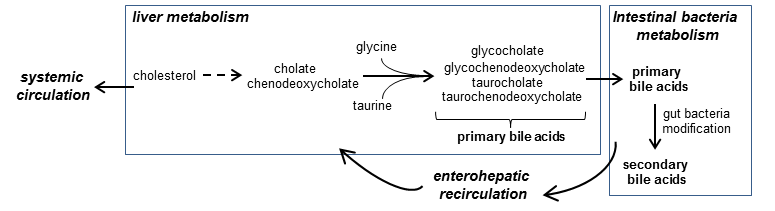 liver metabolism
Intestinal bacteria
metabolism
systemic
circulation
cholesterol
cholate
chenodeoxycholate
glycine
taurine
glycocholate
glycochenodeoxycholate
taurocholate
taurochenodeoxycholate
primary bile acids
primary
bile acids
gut bacteria
modification
secondary
bile acids
enterohepatic
recirculation